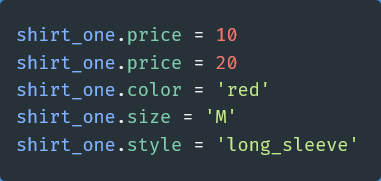 shirt_one.price = 10
shirt_one.price = 20
shirt_one.color = 'red'
shirt_one.size = 'M'
shirt_one.style = 'long_sleeve'